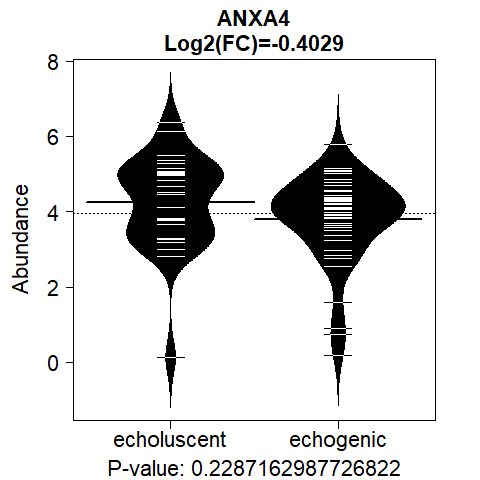 ANXA4
Log2(FC)=-0.4029
Abundance
8
6
4
2
0
echoluscent echogenic
P-value: 0.2287162987726822